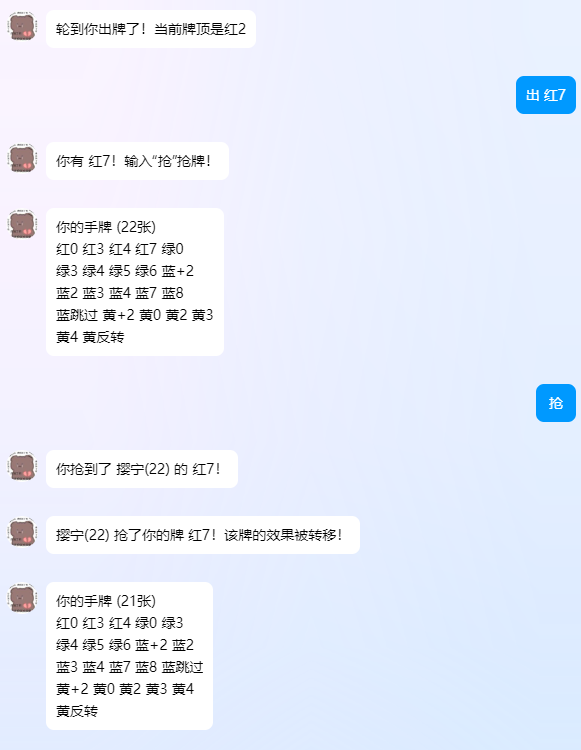 轮到你出牌了！当前牌顶是红2
出 红7
你有 红7！输入“抢”抢牌！
你的手牌 (22张)
红0 红3 红4 红7 绿0
绿3 绿4 绿5 绿6 蓝+2
蓝2 蓝3 蓝4 蓝7 蓝8
蓝跳过 黄+2 黄0 黄2 黄3
黄4 黄反转
抢
你抢到了 撄宁(22) 的 红7！
撄宁(22) 抢了你的牌 红7！该牌的效果被转移！
你的手牌 (21张)
红0 红3 红4 绿0 绿3
绿4 绿5 绿6 蓝+2 蓝2
蓝3 蓝4 蓝7 蓝8 蓝跳过
黄+2 黄0 黄2 黄3 黄4
黄反转